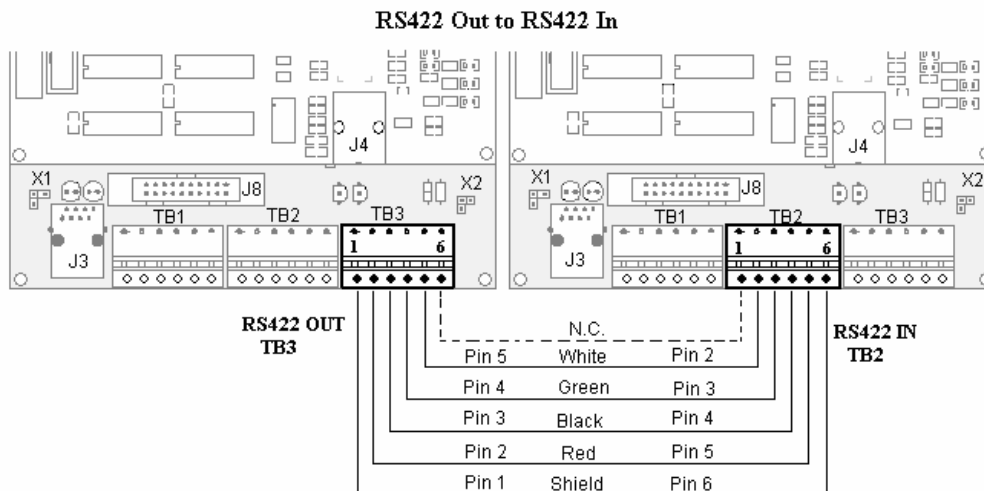 RS422 Out to RS422 In
J4 J4
X1 J8 X2 X1 J8 X2
TB1 TB2 TB3 TB1 TB2 TB3
1 6 1 6
J3 J3
RS422 OUT
TB3
RS422 IN
TB2
N.C.
Pin 5 White Pin 2
Pin 4 Green Pin 3
Pin 3 Black Pin 4
Pin 2 Red Pin 5
Pin 1 Shield Pin 6